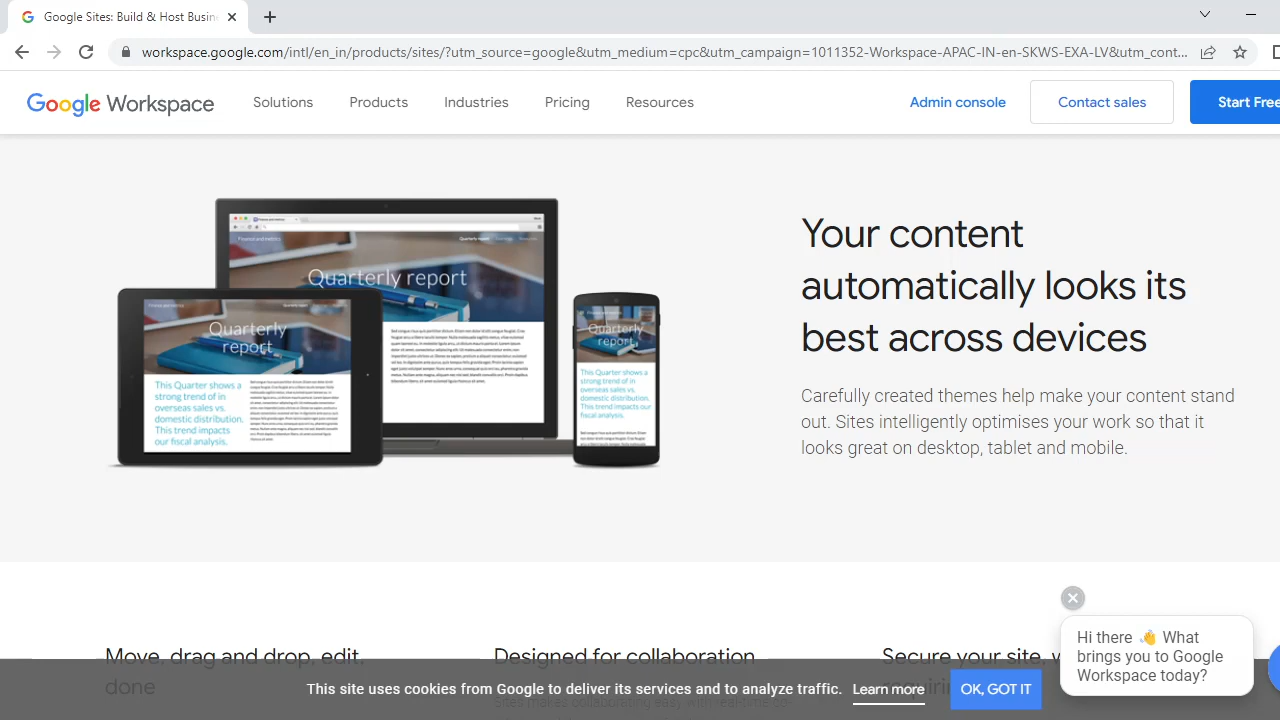 Google Sites: Build & Host Busin
workspace.google.com/intl/en_in/products/sites/?utm_source=google&utm_medium=cpc&utm_campaign=1011352-Workspace-APAC-IN-en-SKWS-EXA-LV&utm_cont...
Google Workspace
Solutions
Products
Industries
Pricing
Resources
Admin console
Contact sales
Start Free
Quarterly report
Quarterly
report
This Quarter shows a
strong trend of in
overseas sales vs.
domestic distribution.
This trend impacts
our fiscal analysis.
Quarterly
report
This Quarter shows a
strong trend of in
overseas sales vs.
domestic distribution.
This trend impacts our
fiscal analysis.
Your content
automatically looks its
best across devices
Carefully created themes help make your content stand
out. Sites intelligently optimises your work so that it
looks great on desktop, tablet and mobile.
Move, drag and drop, edit,
done
Designed for collaboration
Sites makes collaborating easy with real-time co-
Secure your site,
This site uses cookies from Google to deliver its services and to analyze traffic.
Learn more
OK, GOT IT
Hi there 👋 What
brings you to Google
Workspace today?